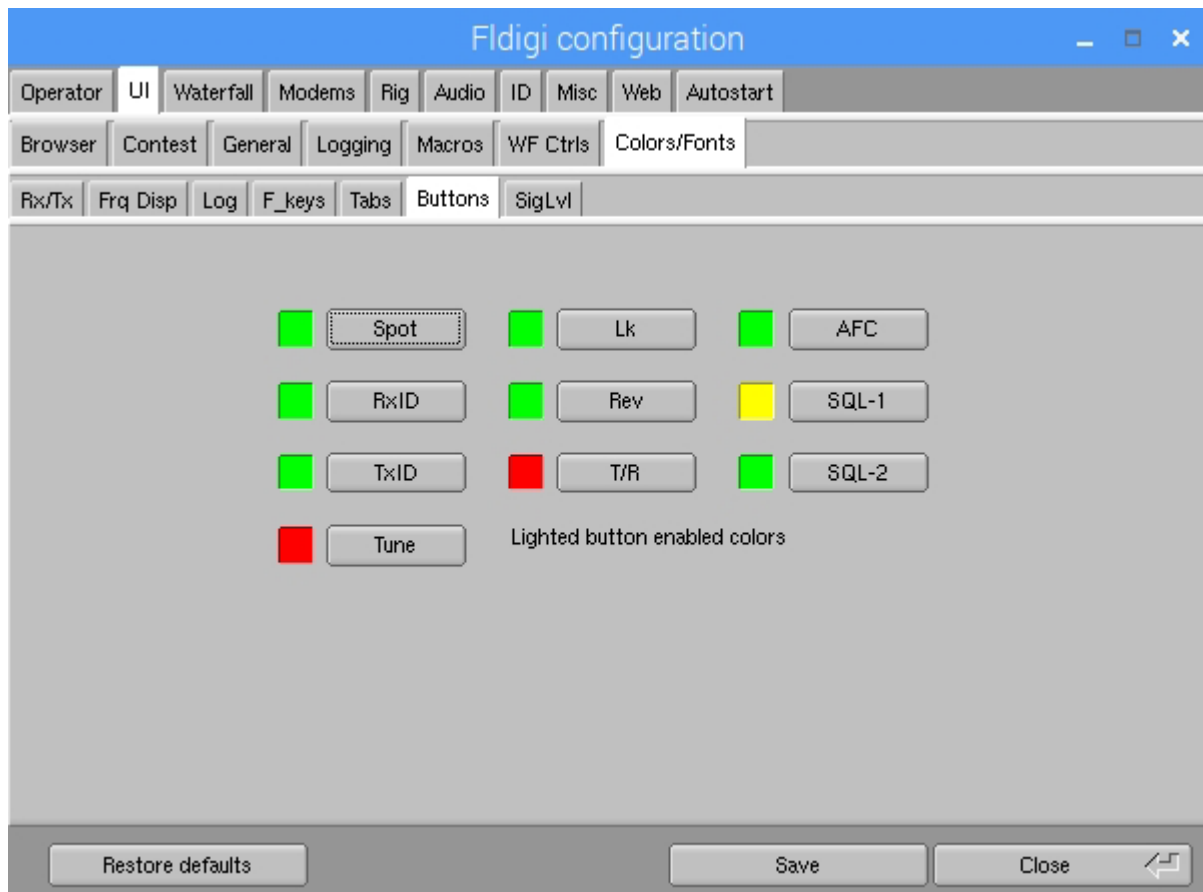 Fldigi configuration
Operator UI Waterfall Modems Rig Audio ID Misc Web Autostart
Browser Contest General Logging Macros WF Ctrls Colors/Fonts
Rx/Tx Frq Disp Log F_keys Tabs Buttons SigLvl
Spot Lk AFC
RxID Rev SQL-1
TxID T/R SQL-2
Tune Lighted button enabled colors
Restore defaults Save Close